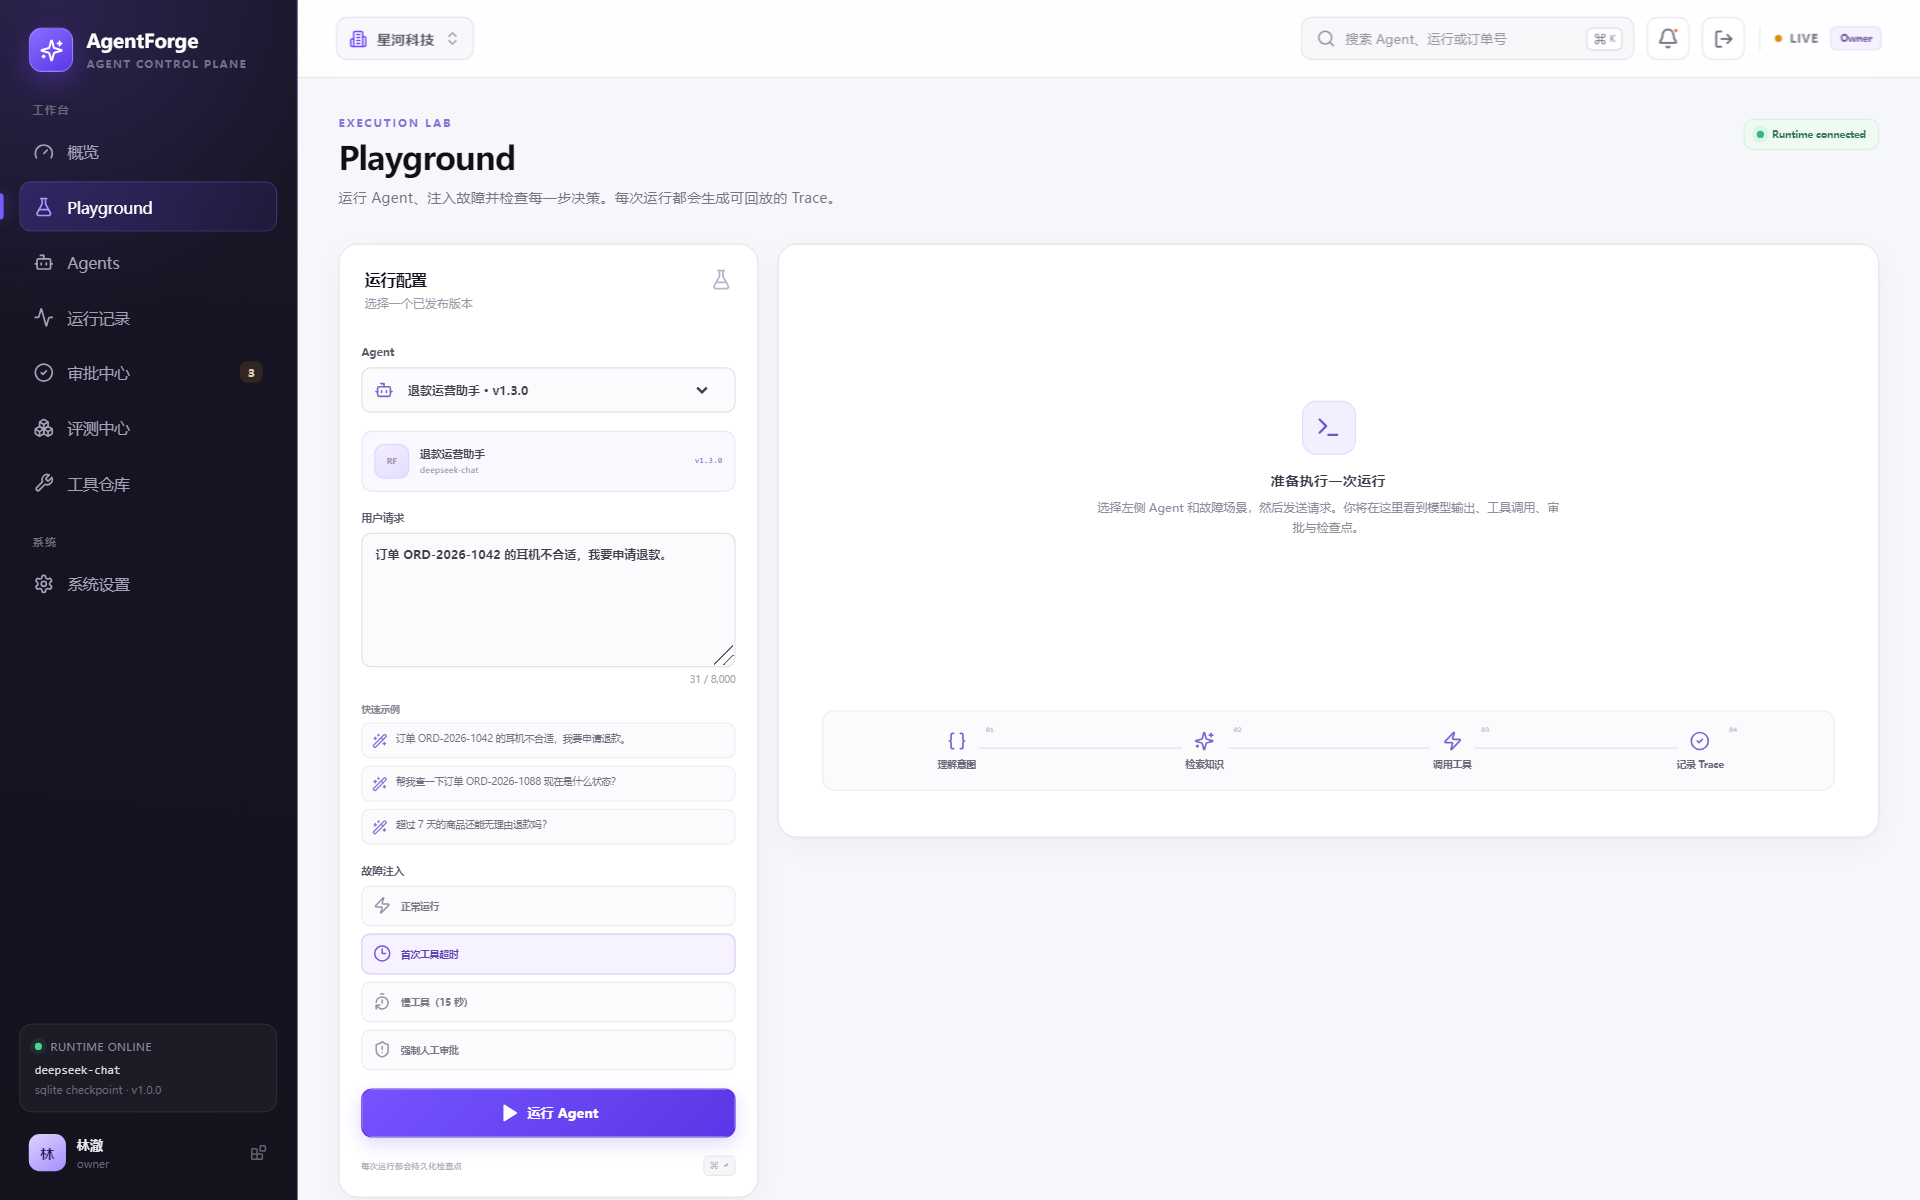 AgentForge
AGENT CONTROL PLANE
工作台
概览
Playground
Agents
运行记录
审批中心
3
评测中心
工具仓库
系统
系统设置
RUNTIME ONLINE
deepseek-chat
sqlite checkpoint · v1.0.0
林
林澈
owner
星河科技
搜索 Agent、运行或订单号
⌘ K
LIVE
Owner
EXECUTION LAB
Playground
运行 Agent、注入故障并检查每一步决策。每次运行都会生成可回放的 Trace。
Runtime connected
运行配置
选择一个已发布版本
Agent
退款运营助手 • v1.3.0
RF
退款运营助手
deepseek-chat
v1.3.0
用户请求
订单 ORD-2026-1042 的耳机不合适，我要申请退款。
31 / 8,000
快速示例
订单 ORD-2026-1042 的耳机不合适，我要申请退款。
帮我查一下订单 ORD-2026-1088 现在是什么状态？
超过 7 天的商品还能无理由退款吗？
故障注入
正常运行
首次工具超时
慢工具（15 秒）
强制人工审批
运行 Agent
每次运行都会持久化检查点
⌘ ↵
准备执行一次运行
选择左侧 Agent 和故障场景，然后发送请求。你将在这里看到模型输出、工具调用、审
批与检查点。
01
理解意图
02
检索知识
03
调用工具
04
记录 Trace